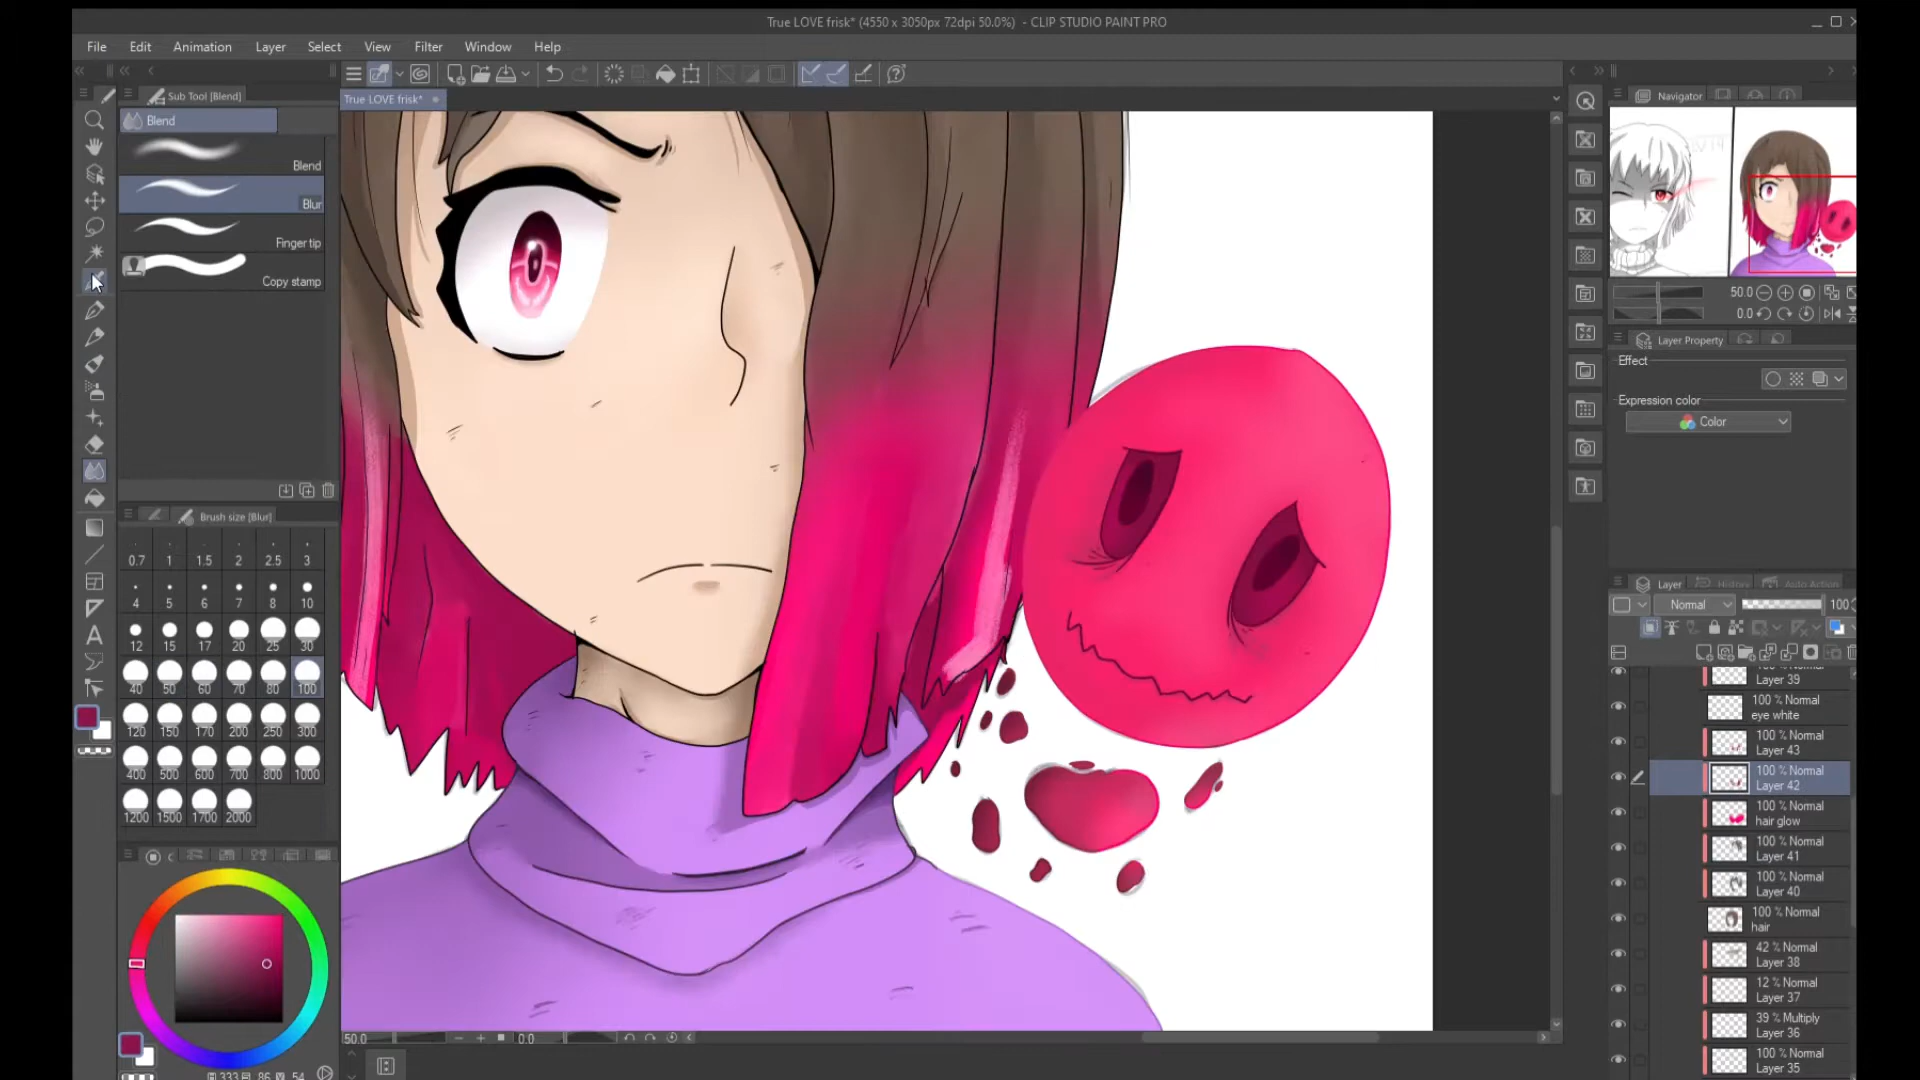 True LOVE frisk* (4550 x 3050px 72dpi 50.0%) - CLIP STUDIO PAINT PRO
File Edit Animation Layer Select View Filter Window Help
Sub Tool [Blend]
True LOVE frisk*
Navigator
Blend
Blend
Blur
Finger tip
Copy stamp
50.0
0.0
Layer Property
Effect
Expression color
Color
Brush size [Blur]
0.7 1 1.5 2 2.5 3
4 5 6 7 8 10
12 15 17 20 25 30
40 50 60 70 80 100
120 150 170 200 250 300
400 500 600 700 800 1000
1200 1500 1700 2000
Layer History Auto Action
Normal 100
Layer 39
100 % Normal
eye white
100 % Normal
Layer 43
100 % Normal
Layer 42
100 % Normal
hair glow
100 % Normal
Layer 41
100 % Normal
Layer 40
100 % Normal
hair
42 % Normal
Layer 38
12 % Normal
Layer 37
39 % Multiply
Layer 36
100 % Normal
Layer 35
50.0 0.0
333 86 54